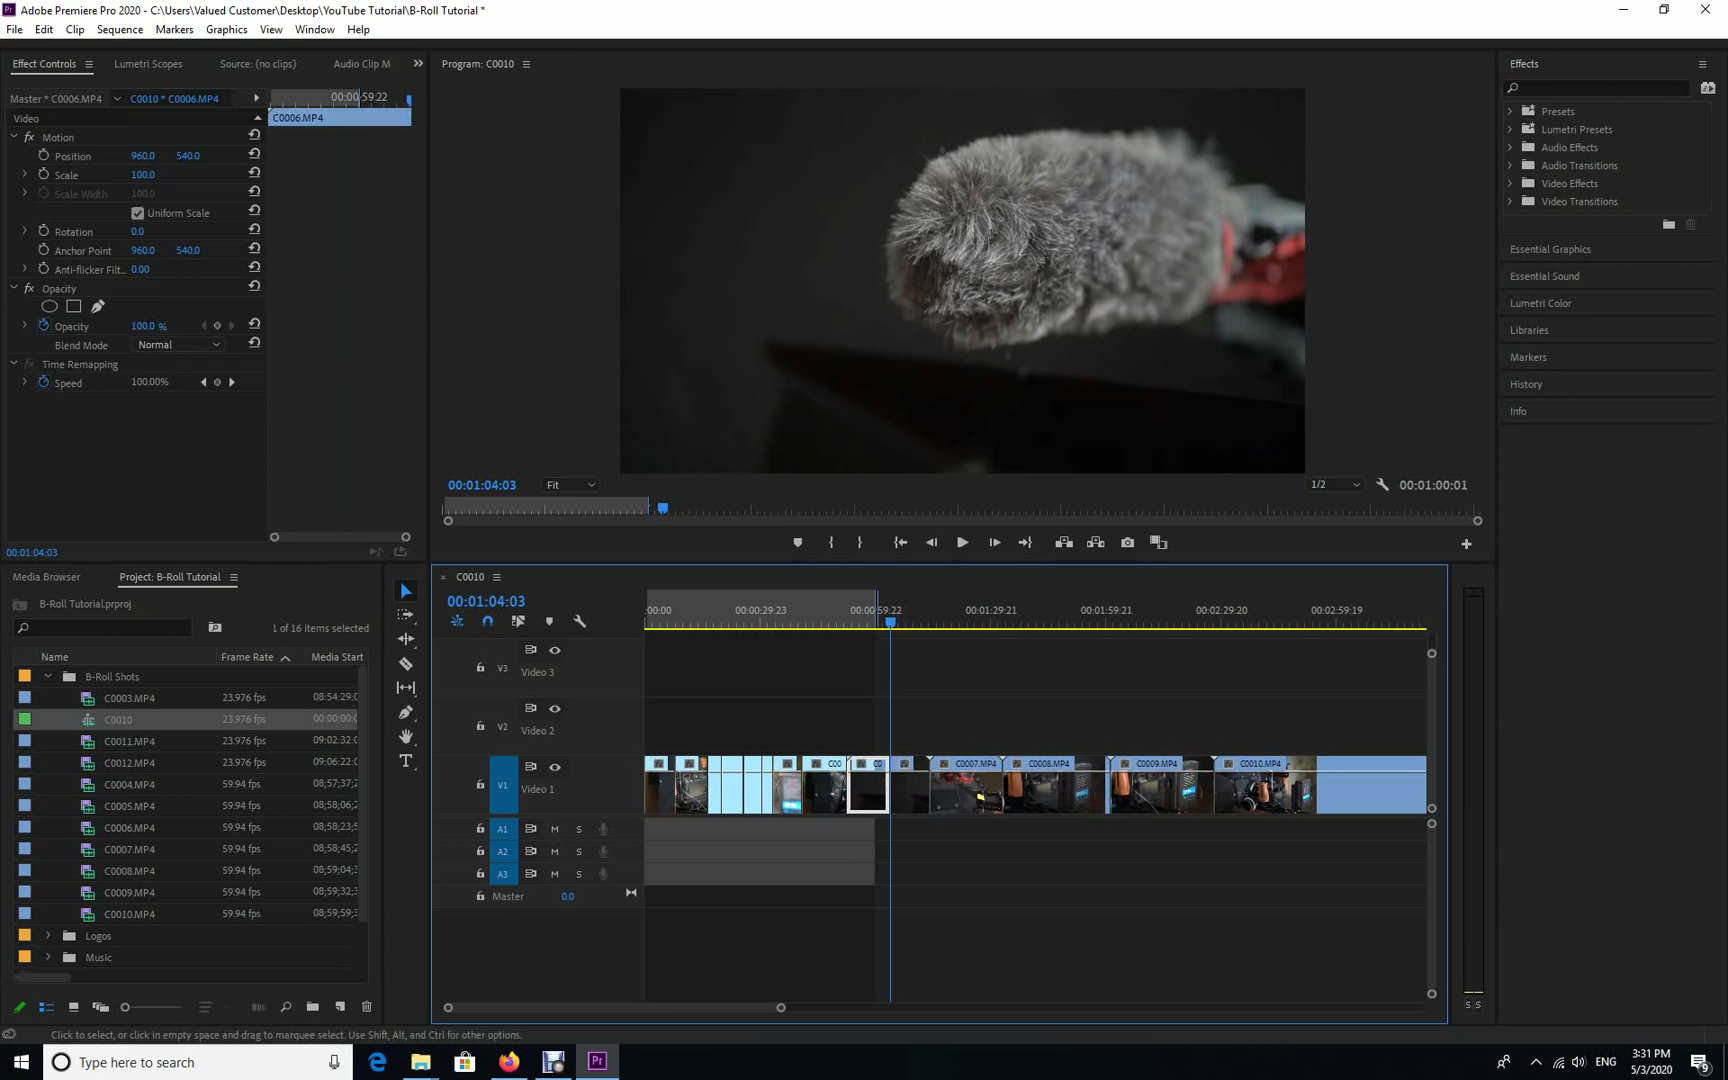 Adobe Premiere Pro 2020 - C:\Users\Valued Customer\Desktop\YouTube Tutorial\B-Roll Tutorial *
File Edit Clip Sequence Markers Graphics View Window Help
Effect Controls Lumetri Scopes Source: (no clips) Audio Clip M
Program: C0010
Effects
Master * C0006.MP4 C0010 * C0006.MP4 00:00:59:22
Video C0006.MP4
Motion
Position 960.0 540.0
Scale 100.0
Scale Width 100.0
Uniform Scale
Rotation 0.0
Anchor Point 960.0 540.0
Anti-flicker Filt... 0.00
Opacity
Opacity 100.0 %
Blend Mode Normal
Time Remapping
Speed 100.00%
00:01:04:03
Presets
Lumetri Presets
Audio Effects
Audio Transitions
Video Effects
Video Transitions
Essential Graphics
Essential Sound
Lumetri Color
Libraries
Markers
History
Info
00:01:04:03 Fit 1/2 00:01:00:01
Media Browser Project: B-Roll Tutorial
B-Roll Tutorial.prproj
1 of 16 items selected
Name Frame Rate Media Start
B-Roll Shots
C0003.MP4 23.976 fps 08:54:29:0
C0010 23.976 fps 00:00:00:0
C0011.MP4 23.976 fps 09:02:32:0
C0012.MP4 23.976 fps 09:06:22:0
C0004.MP4 59.94 fps 08;57;37;2
C0005.MP4 59.94 fps 08;58;06;2
C0006.MP4 59.94 fps 08;58;23;5
C0007.MP4 59.94 fps 08;58;45;2
C0008.MP4 59.94 fps 08;59;04;3
C0009.MP4 59.94 fps 08;59;32;3
C0010.MP4 59.94 fps 08;59;59;3
Logos
Music
C0010
00:01:04:03
:00:00 00:00:29:23 00:00:59:22 00:01:29:21 00:01:59:21 00:02:29:20 00:02:59:19
V3 Video 3
V2 Video 2
V1 Video 1
C00 C0 C0007.MP4 C0008.MP4 C0009.MP4 C0010.MP4
A1 M S
A2 M S
A3 M S
Master 0.0
S S
Click to select, or click in empty space and drag to marquee select. Use Shift, Alt, and Ctrl for other options.
Type here to search
Pr
ENG
3:31 PM
5/3/2020
9